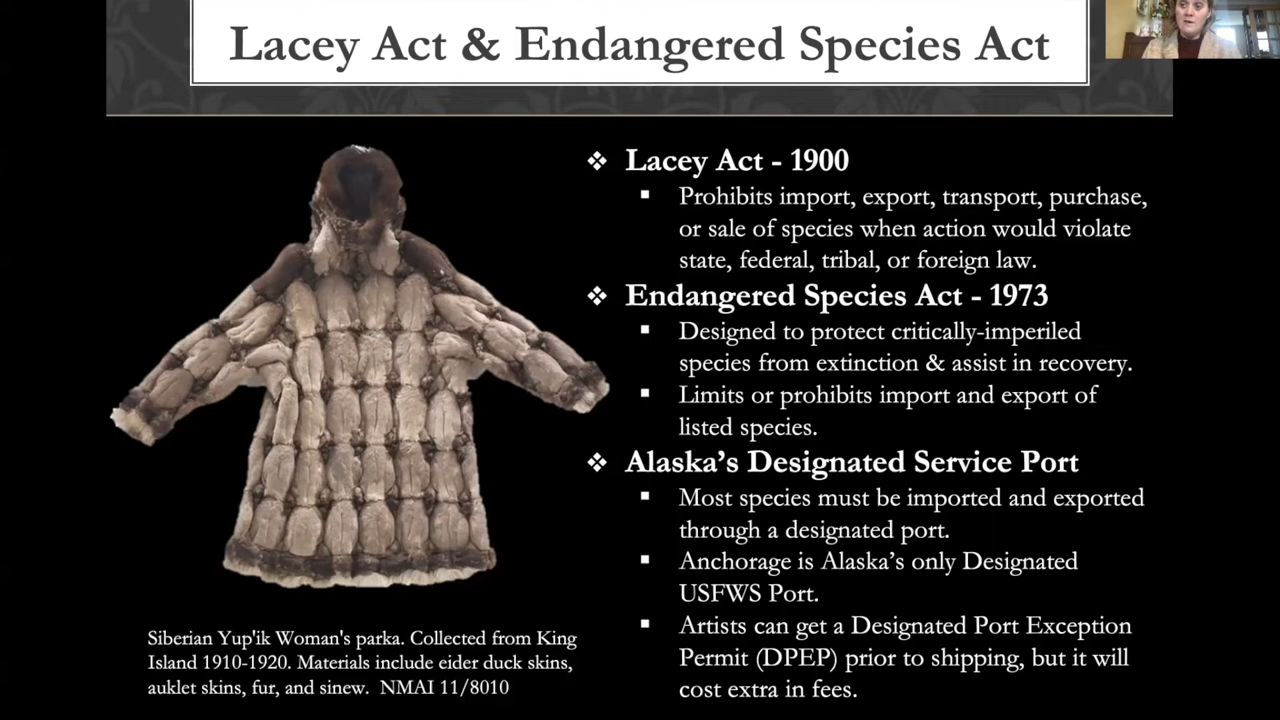 Lacey Act & Endangered Species Act
❖ Lacey Act - 1900
▪ Prohibits import, export, transport, purchase,
or sale of species when action would violate
state, federal, tribal, or foreign law.
❖ Endangered Species Act - 1973
▪ Designed to protect critically-imperiled
species from extinction & assist in recovery.
▪ Limits or prohibits import and export of
listed species.
❖ Alaska’s Designated Service Port
▪ Most species must be imported and exported
through a designated port.
▪ Anchorage is Alaska’s only Designated
USFWS Port.
▪ Artists can get a Designated Port Exception
Permit (DPEP) prior to shipping, but it will
cost extra in fees.
Siberian Yup'ik Woman's parka. Collected from King
Island 1910-1920. Materials include eider duck skins,
auklet skins, fur, and sinew. NMAI 11/8010